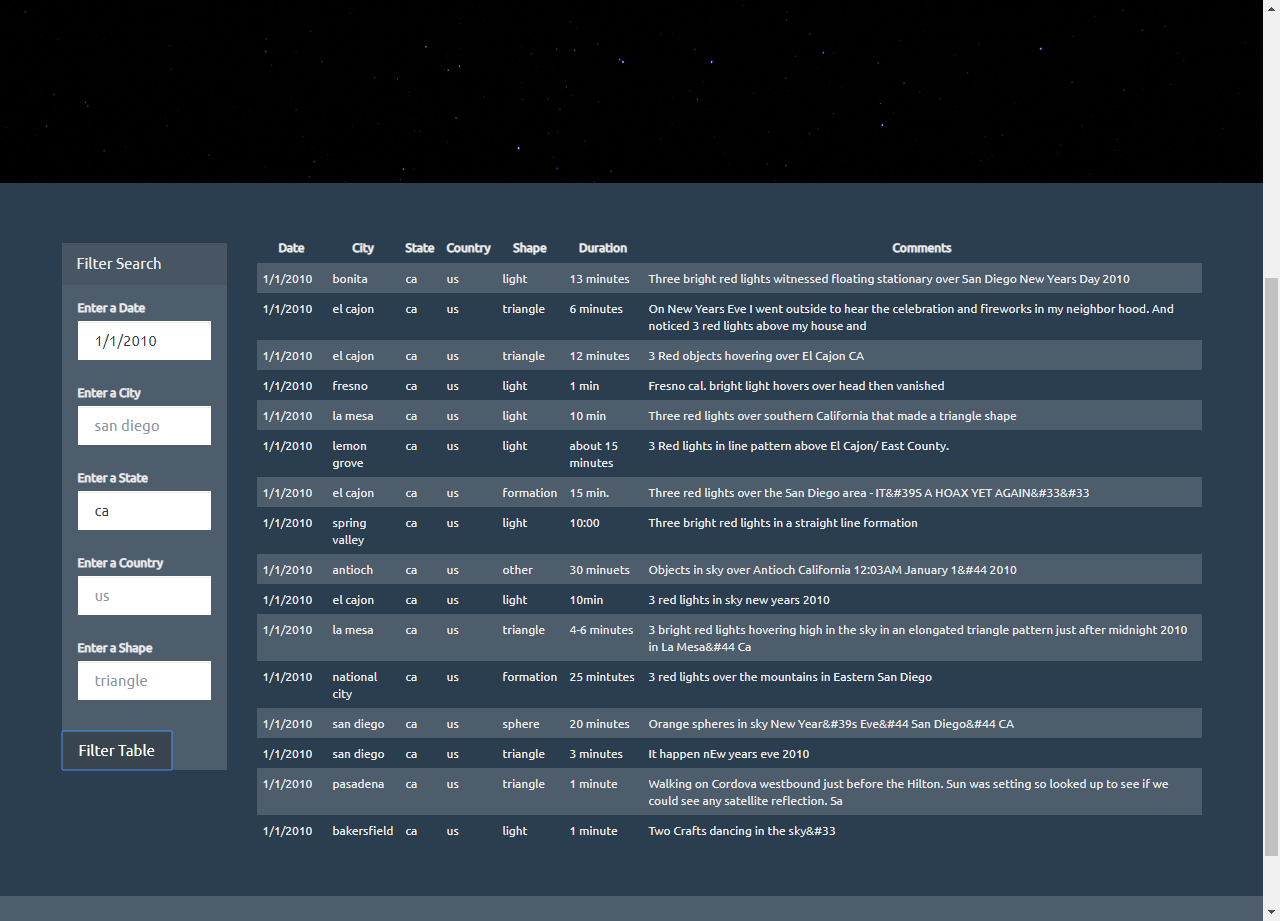 Filter Search
Enter a Date
1/1/2010
Enter a City
san diego
Enter a State
ca
Enter a Country
us
Enter a Shape
triangle
Filter Table
Date City State Country Shape Duration Comments
1/1/2010 bonita ca us light 13 minutes Three bright red lights witnessed floating stationary over San Diego New Years Day 2010
1/1/2010 el cajon ca us triangle 6 minutes On New Years Eve I went outside to hear the celebration and fireworks in my neighbor hood. And
noticed 3 red lights above my house and
1/1/2010 el cajon ca us triangle 12 minutes 3 Red objects hovering over El Cajon CA
1/1/2010 fresno ca us light 1 min Fresno cal. bright light hovers over head then vanished
1/1/2010 la mesa ca us light 10 min Three red lights over southern California that made a triangle shape
1/1/2010 lemon ca us light about 15 3 Red lights in line pattern above El Cajon/ East County.
grove minutes
1/1/2010 el cajon ca us formation 15 min. Three red lights over the San Diego area - IT&#39S A HOAX YET AGAIN&#33&#33
1/1/2010 spring ca us light 10:00 Three bright red lights in a straight line formation
valley
1/1/2010 antioch ca us other 30 minuets Objects in sky over Antioch California 12:03AM January 1&#44 2010
1/1/2010 el cajon ca us light 10min 3 red lights in sky new years 2010
1/1/2010 la mesa ca us triangle 4-6 minutes 3 bright red lights hovering high in the sky in an elongated triangle pattern just after midnight 2010
in La Mesa&#44 Ca
1/1/2010 national ca us formation 25 mintutes 3 red lights over the mountains in Eastern San Diego
city
1/1/2010 san diego ca us sphere 20 minutes Orange spheres in sky New Year&#39s Eve&#44 San Diego&#44 CA
1/1/2010 san diego ca us triangle 3 minutes It happen nEw years eve 2010
1/1/2010 pasadena ca us triangle 1 minute Walking on Cordova westbound just before the Hilton. Sun was setting so looked up to see if we
could see any satellite reflection. Sa
1/1/2010 bakersfield ca us light 1 minute Two Crafts dancing in the sky&#33